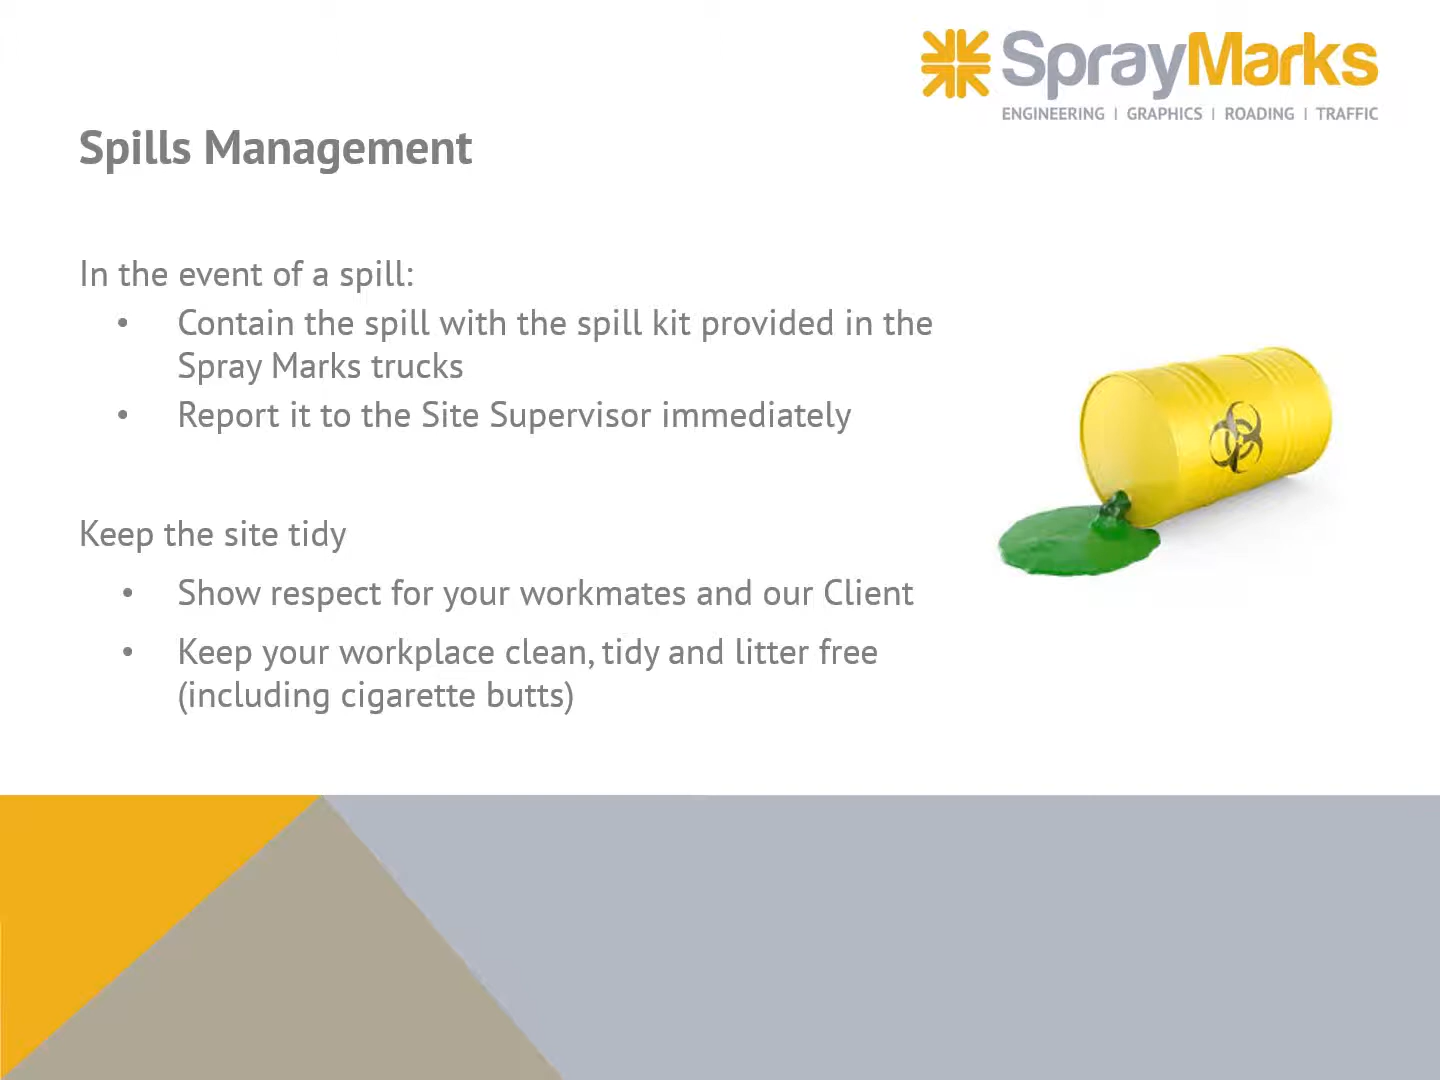 SprayMarks
ENGINEERING | GRAPHICS | ROADING | TRAFFIC
Spills Management
In the event of a spill:
• Contain the spill with the spill kit provided in the
Spray Marks trucks
• Report it to the Site Supervisor immediately
Keep the site tidy
• Show respect for your workmates and our Client
• Keep your workplace clean, tidy and litter free
(including cigarette butts)